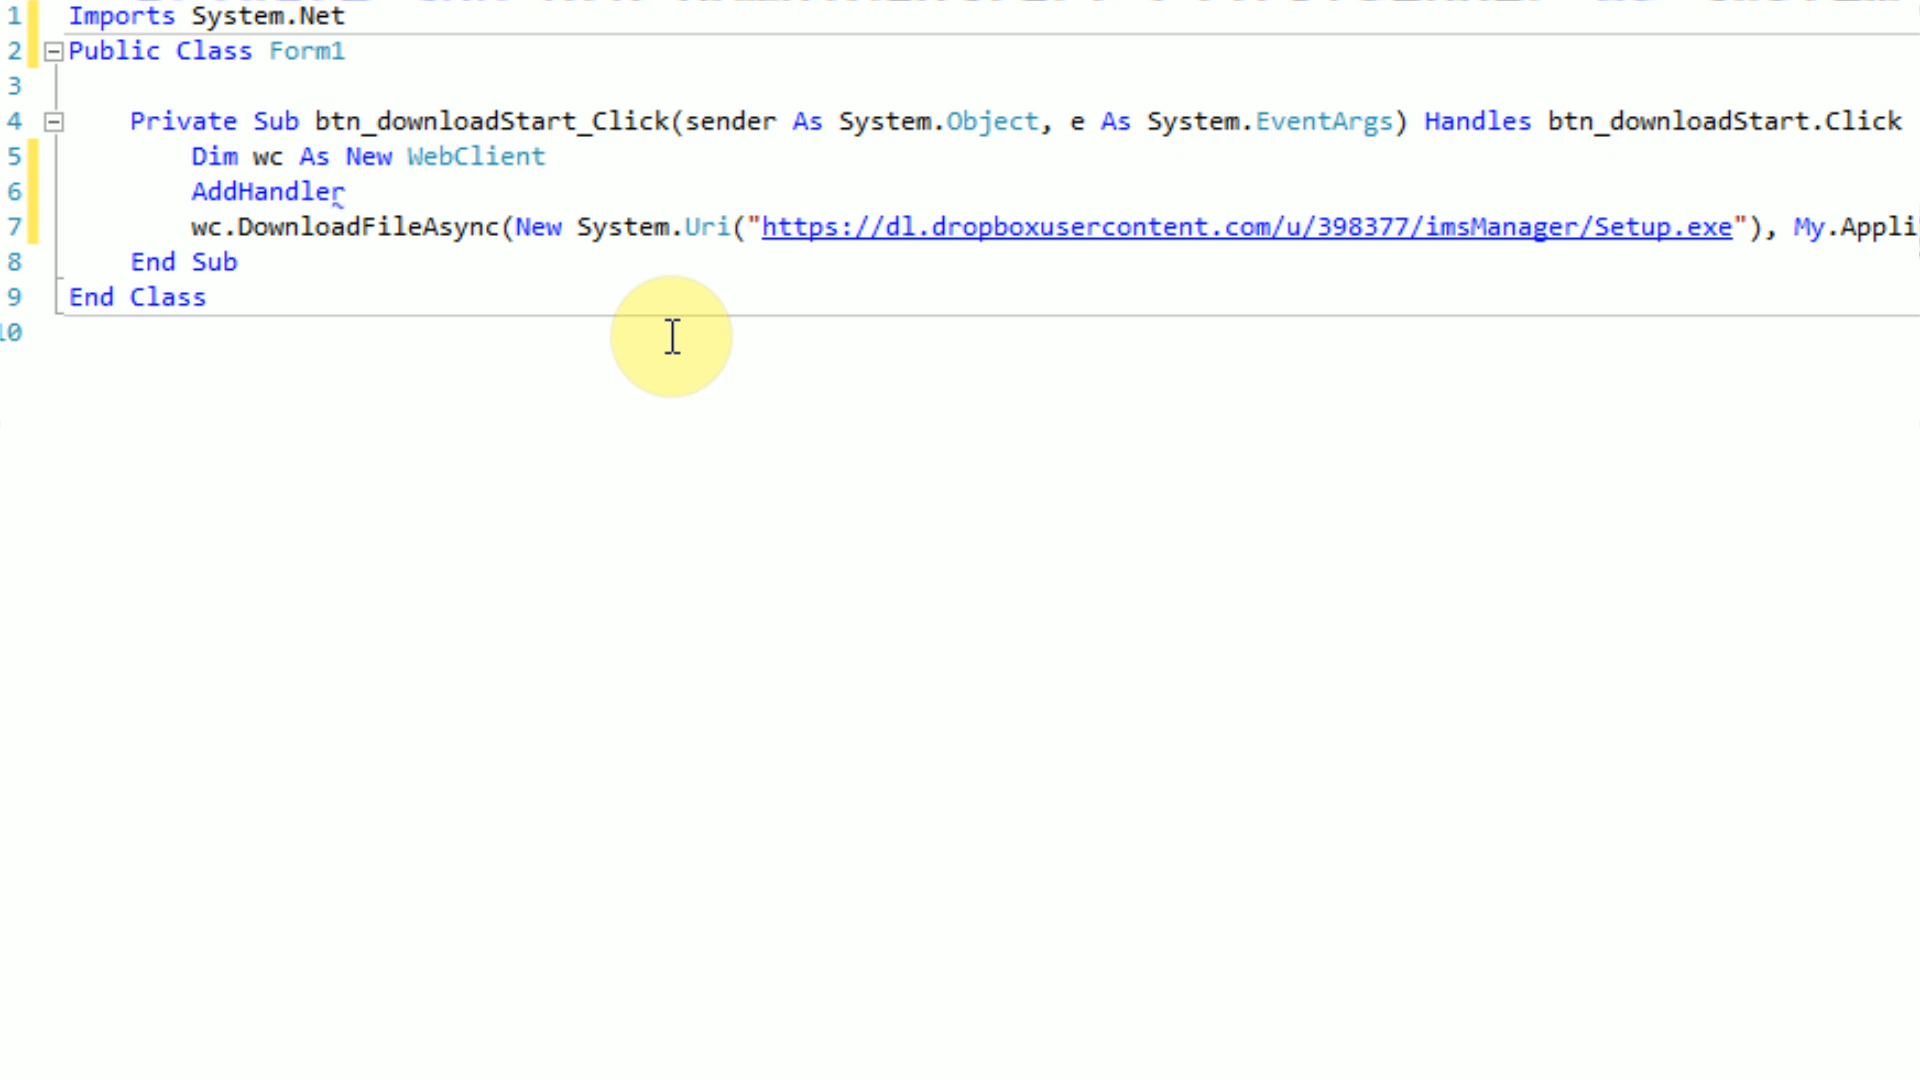 1 Imports System.Net
2 Public Class Form1
3
4 Private Sub btn_downloadStart_Click(sender As System.Object, e As System.EventArgs) Handles btn_downloadStart.Click
5 Dim wc As New WebClient
6 AddHandler
7 wc.DownloadFileAsync(New System.Uri("https://dl.dropboxusercontent.com/u/398377/imsManager/Setup.exe"), My.Appli
8 End Sub
9 End Class
10